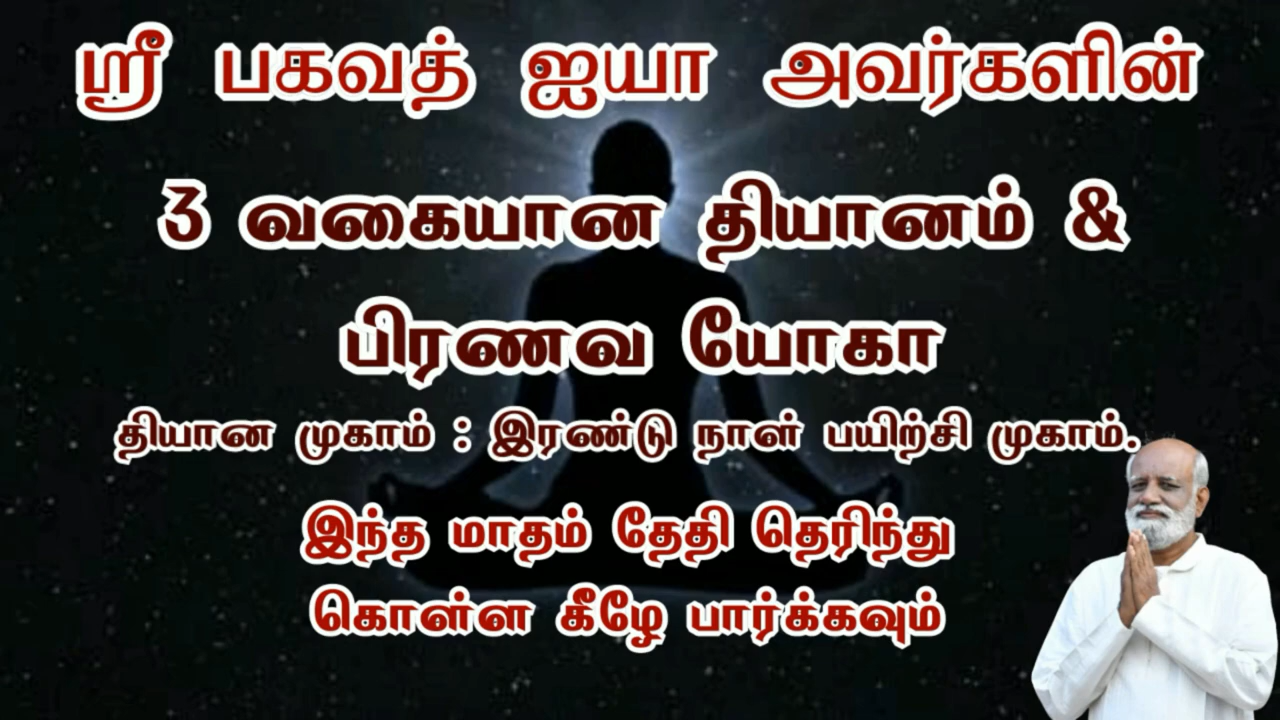 ஸ்ரீ பகவத் ஐயா அவர்களின்
3 வகையான தியானம் &
பிரணவ யோகா
தியான முகாம் : இரண்டு நாள் பயிற்சி முகாம்.
இந்த மாதம் தேதி தெரிந்து
கொள்ள கீழே பார்க்கவும்